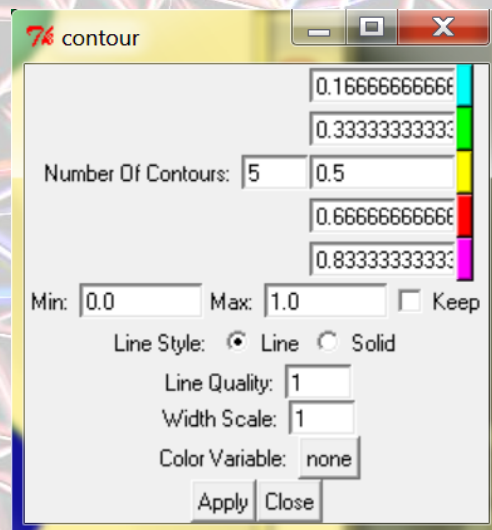 contour
0.16666666666
0.33333333333
Number Of Contours: 5 0.5
0.66666666666
0.83333333333
Min: 0.0 Max: 1.0 Keep
Line Style: Line Solid
Line Quality: 1
Width Scale: 1
Color Variable: none
Apply Close